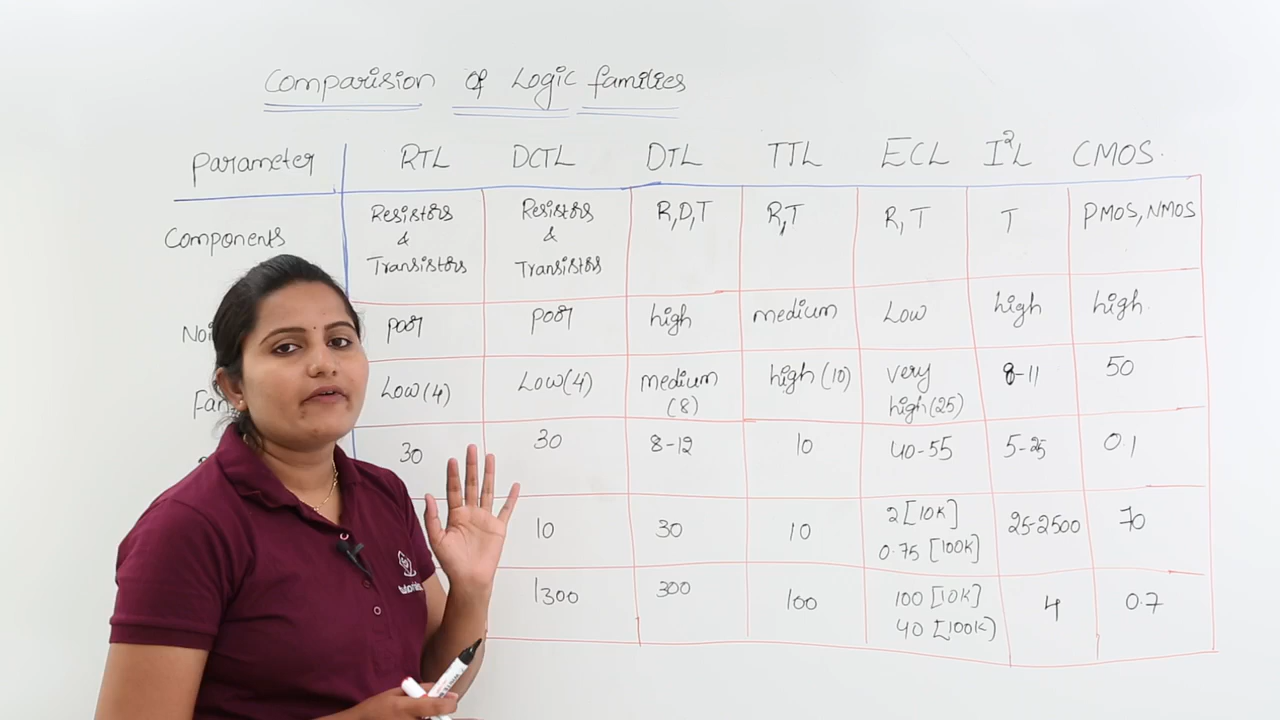 Comparision of Logic families
Parameter RTL DCTL DTL TTL ECL I²L CMOS.
Components Resistors & Transistors Resistors & Transistors R,D,T R,T R,T T PMOS,NMOS
poor poor high medium Low high high.
Low(4) Low(4) medium (8) high(10) very high(25) 8-11 50
30 30 8-12 10 40-55 5-25 0.1
10 30 10 2[10K] 0.75[100K] 25-2500 70
1300 300 100 100[10K] 40[100K] 4 0.7